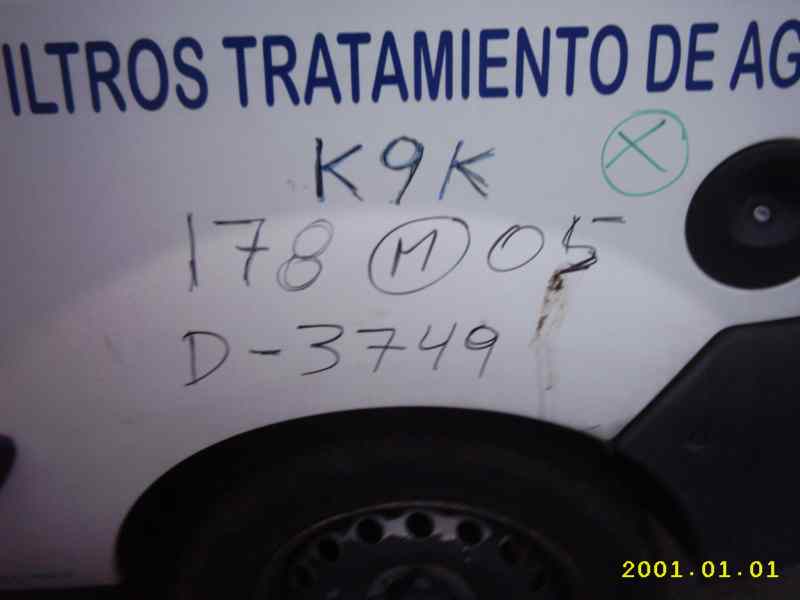 ILTROS TRATAMIENTO DE AG
K9K
178 M 05
D-3749
2001.01.01